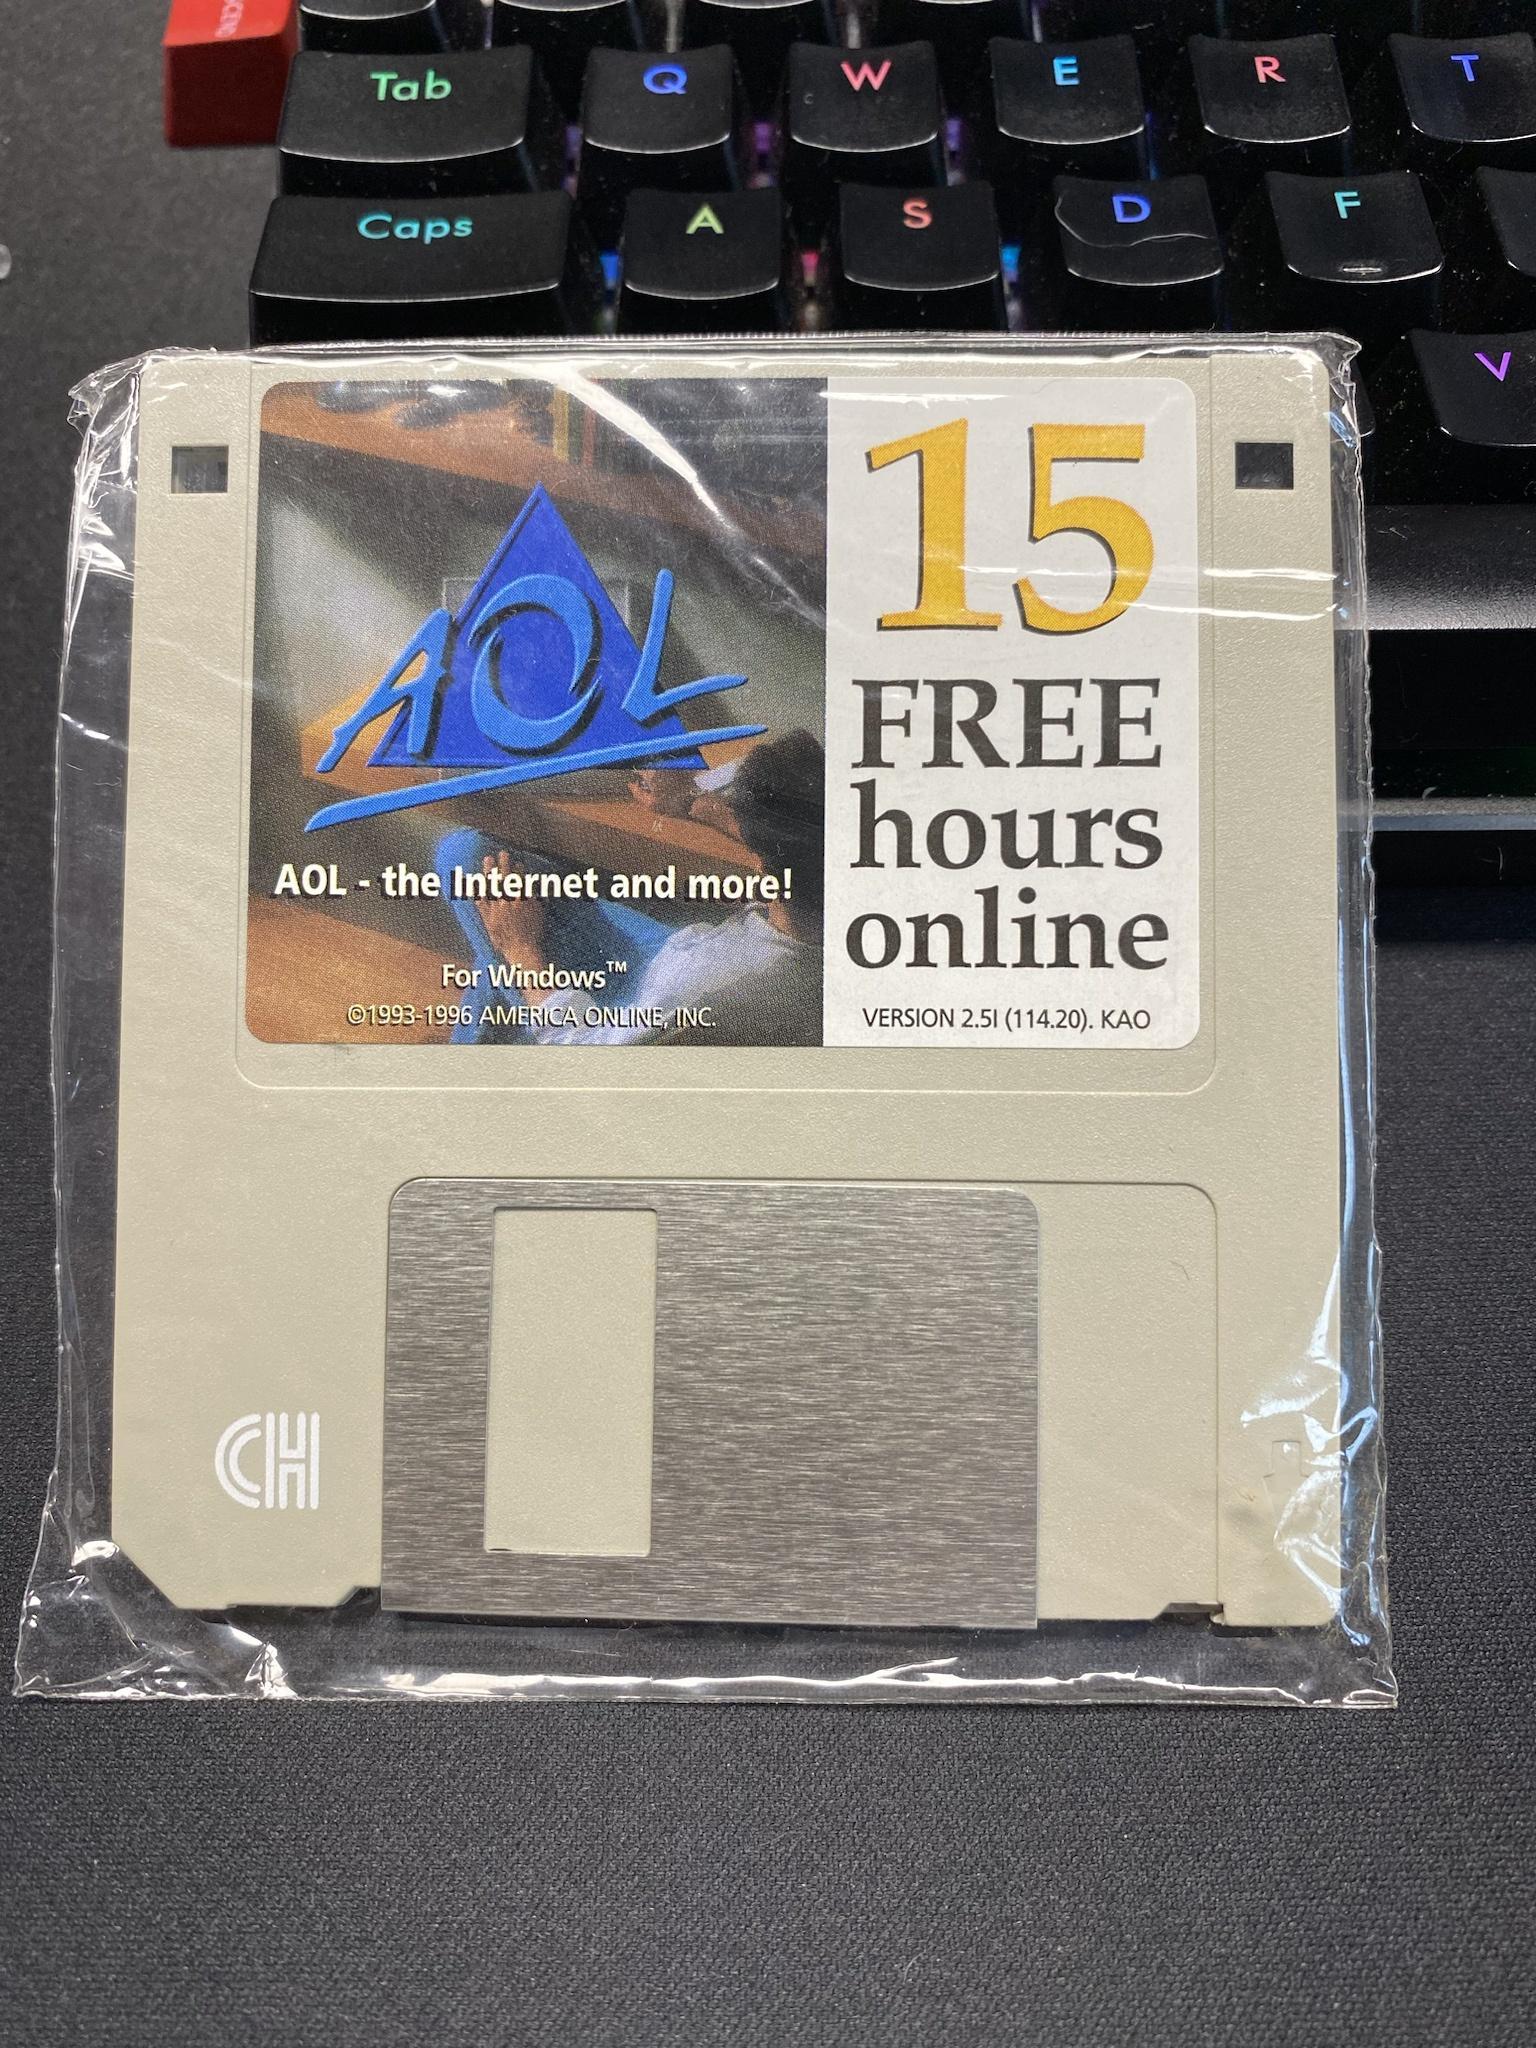 Tab Q W E R T
Caps A S D F
V
15
FREE
hours
online
VERSION 2.5I (114.20). KAO
AOL
AOL - the Internet and more!
For Windows™
©1993-1996 AMERICA ONLINE, INC.
CH